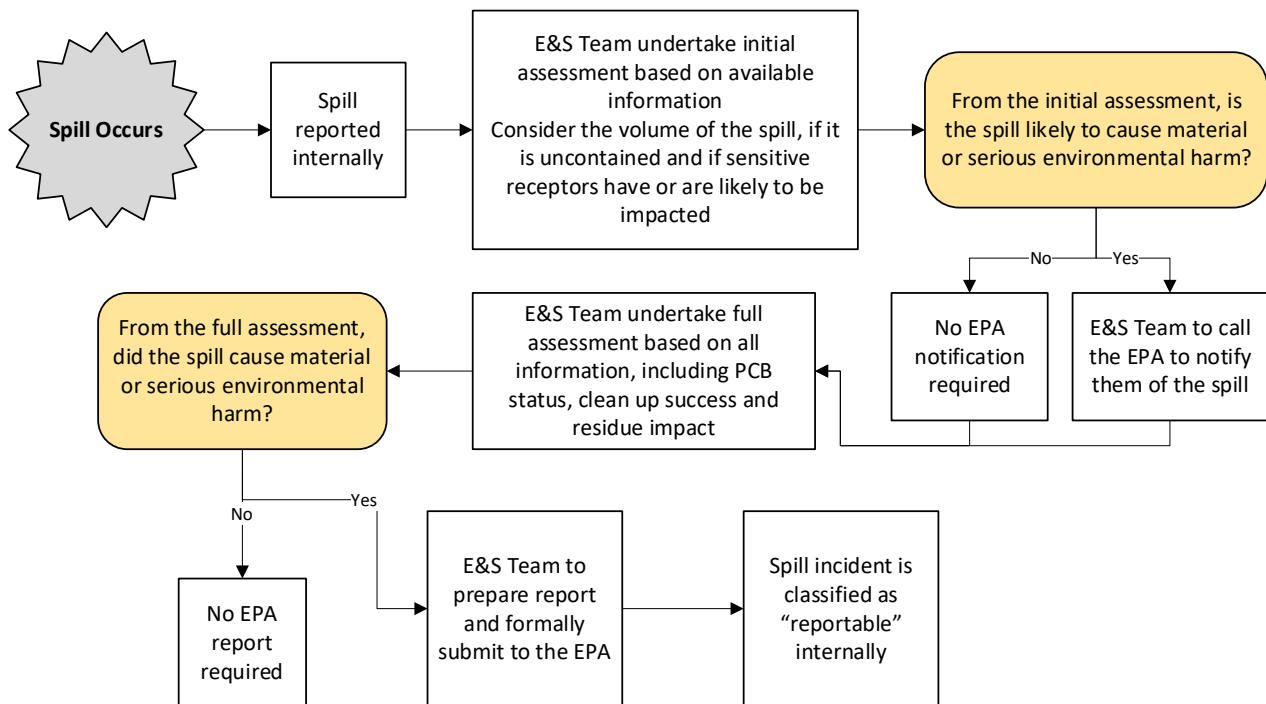 Spill Occurs
Spill
reported
internally
E&S Team undertake initial
assessment based on available
information
Consider the volume of the spill, if it
is uncontained and if sensitive
receptors have or are likely to be
impacted
From the initial assessment, is
the spill likely to cause material
or serious environmental harm?
No
Yes
No EPA
notification
required
E&S Team to call
the EPA to notify
them of the spill
E&S Team undertake full
assessment based on all
information, including PCB
status, clean up success and
residue impact
From the full assessment,
did the spill cause material
or serious environmental
harm?
No
Yes
No EPA
report
required
E&S Team to
prepare report
and formally
submit to the EPA
Spill incident is
classified as
“reportable”
internally